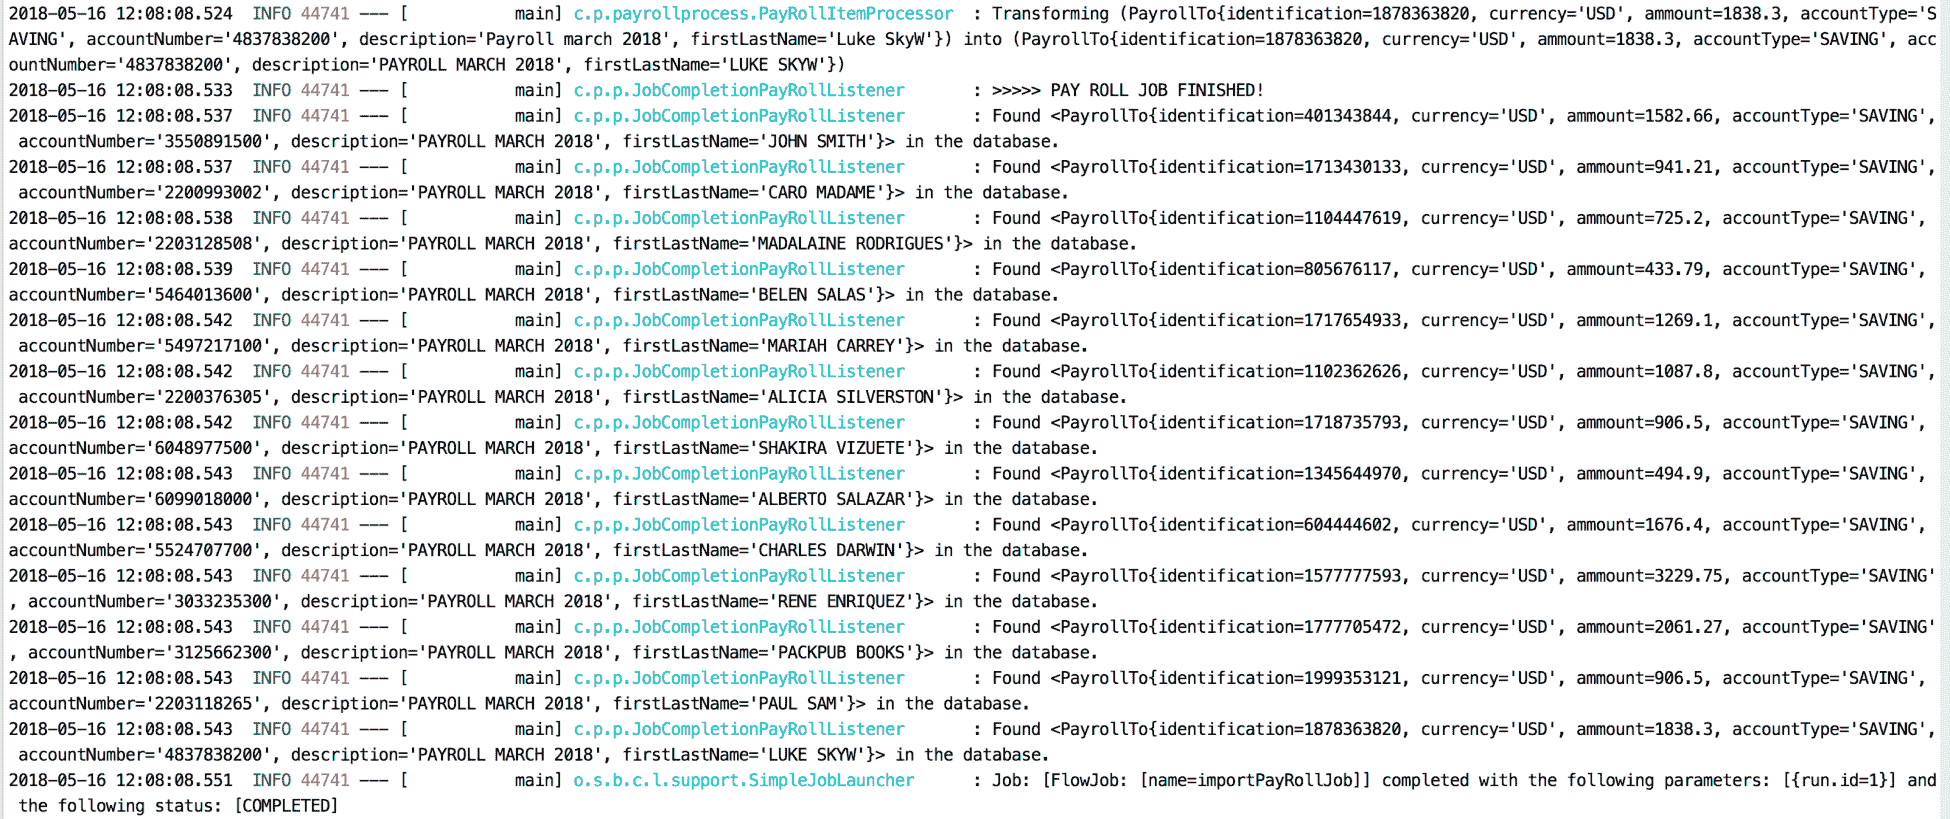 2018-05-16 12:08:08.524  INFO 44741 --- [           main] c.p.payrollprocess.PayRollItemProcessor  : Transforming (PayrollTo{identification=1878363820, currency='USD', ammount=1838.3, accountType='S
AVING', accountNumber='4837838200', description='Payroll march 2018', firstLastName='Luke SkyW'}) into (PayrollTo{identification=1878363820, currency='USD', ammount=1838.3, accountType='SAVING', acc
ountNumber='4837838200', description='PAYROLL MARCH 2018', firstLastName='LUKE SKYW'})
2018-05-16 12:08:08.533  INFO 44741 --- [           main] c.p.p.JobCompletionPayRollListener       : >>>>> PAY ROLL JOB FINISHED!
2018-05-16 12:08:08.537  INFO 44741 --- [           main] c.p.p.JobCompletionPayRollListener       : Found <PayrollTo{identification=401343844, currency='USD', ammount=1582.66, accountType='SAVING',
 accountNumber='3550891500', description='PAYROLL MARCH 2018', firstLastName='JOHN SMITH'}> in the database.
2018-05-16 12:08:08.537  INFO 44741 --- [           main] c.p.p.JobCompletionPayRollListener       : Found <PayrollTo{identification=1713430133, currency='USD', ammount=941.21, accountType='SAVING',
 accountNumber='2200993002', description='PAYROLL MARCH 2018', firstLastName='CARO MADAME'}> in the database.
2018-05-16 12:08:08.538  INFO 44741 --- [           main] c.p.p.JobCompletionPayRollListener       : Found <PayrollTo{identification=1104447619, currency='USD', ammount=725.2, accountType='SAVING',
accountNumber='2203128508', description='PAYROLL MARCH 2018', firstLastName='MADALAINE RODRIGUES'}> in the database.
2018-05-16 12:08:08.539  INFO 44741 --- [           main] c.p.p.JobCompletionPayRollListener       : Found <PayrollTo{identification=805676117, currency='USD', ammount=433.79, accountType='SAVING',
accountNumber='5464013600', description='PAYROLL MARCH 2018', firstLastName='BELEN SALAS'}> in the database.
2018-05-16 12:08:08.542  INFO 44741 --- [           main] c.p.p.JobCompletionPayRollListener       : Found <PayrollTo{identification=1717654933, currency='USD', ammount=1269.1, accountType='SAVING',
 accountNumber='5497217100', description='PAYROLL MARCH 2018', firstLastName='MARIAH CARREY'}> in the database.
2018-05-16 12:08:08.542  INFO 44741 --- [           main] c.p.p.JobCompletionPayRollListener       : Found <PayrollTo{identification=1102362626, currency='USD', ammount=1087.8, accountType='SAVING',
 accountNumber='2200376305', description='PAYROLL MARCH 2018', firstLastName='ALICIA SILVERSTON'}> in the database.
2018-05-16 12:08:08.542  INFO 44741 --- [           main] c.p.p.JobCompletionPayRollListener       : Found <PayrollTo{identification=1718735793, currency='USD', ammount=906.5, accountType='SAVING',
accountNumber='6048977500', description='PAYROLL MARCH 2018', firstLastName='SHAKIRA VIZUETE'}> in the database.
2018-05-16 12:08:08.543  INFO 44741 --- [           main] c.p.p.JobCompletionPayRollListener       : Found <PayrollTo{identification=1345644970, currency='USD', ammount=494.9, accountType='SAVING',
accountNumber='6099018000', description='PAYROLL MARCH 2018', firstLastName='ALBERTO SALAZAR'}> in the database.
2018-05-16 12:08:08.543  INFO 44741 --- [           main] c.p.p.JobCompletionPayRollListener       : Found <PayrollTo{identification=604444602, currency='USD', ammount=1676.4, accountType='SAVING',
accountNumber='5524707700', description='PAYROLL MARCH 2018', firstLastName='CHARLES DARWIN'}> in the database.
2018-05-16 12:08:08.543  INFO 44741 --- [           main] c.p.p.JobCompletionPayRollListener       : Found <PayrollTo{identification=1577777593, currency='USD', ammount=3229.75, accountType='SAVING'
, accountNumber='3033235300', description='PAYROLL MARCH 2018', firstLastName='RENE ENRIQUEZ'}> in the database.
2018-05-16 12:08:08.543  INFO 44741 --- [           main] c.p.p.JobCompletionPayRollListener       : Found <PayrollTo{identification=1777705472, currency='USD', ammount=2061.27, accountType='SAVING'
, accountNumber='3125662300', description='PAYROLL MARCH 2018', firstLastName='PACKPUB BOOKS'}> in the database.
2018-05-16 12:08:08.543  INFO 44741 --- [           main] c.p.p.JobCompletionPayRollListener       : Found <PayrollTo{identification=1999353121, currency='USD', ammount=906.5, accountType='SAVING',
accountNumber='2203118265', description='PAYROLL MARCH 2018', firstLastName='PAUL SAM'}> in the database.
2018-05-16 12:08:08.543  INFO 44741 --- [           main] c.p.p.JobCompletionPayRollListener       : Found <PayrollTo{identification=1878363820, currency='USD', ammount=1838.3, accountType='SAVING',
 accountNumber='4837838200', description='PAYROLL MARCH 2018', firstLastName='LUKE SKYW'}> in the database.
2018-05-16 12:08:08.551  INFO 44741 --- [           main] o.s.b.c.l.support.SimpleJobLauncher      : Job: [FlowJob: [name=importPayRollJob]] completed with the following parameters: [{run.id=1}] and
 the following status: [COMPLETED]